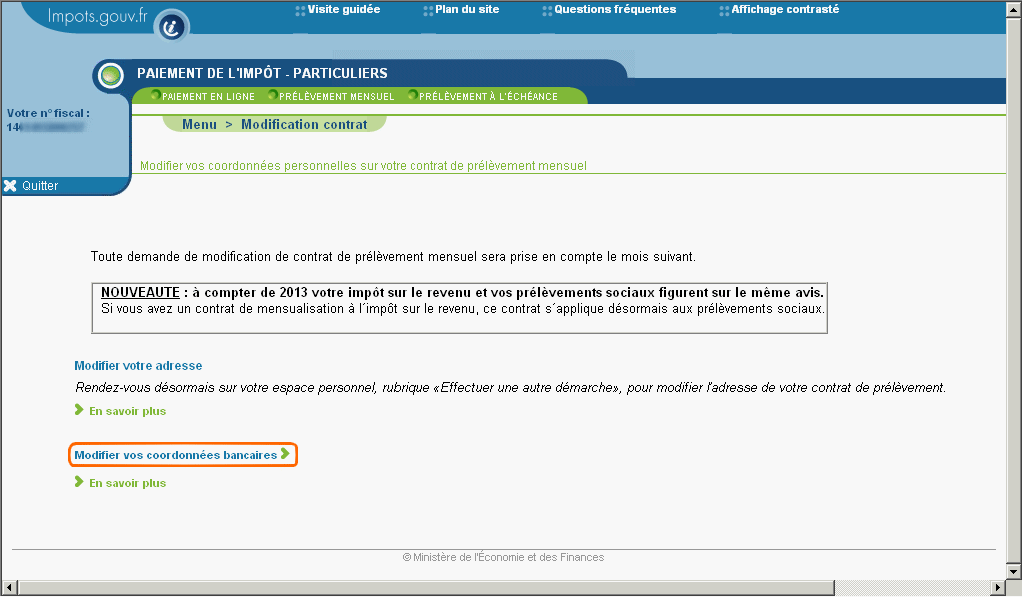 Impots.gouv.fr
Visite guidée
Plan du site
Questions fréquentes
Affichage contrasté
PAIEMENT DE L'IMPÔT - PARTICULIERS
PAIEMENT EN LIGNE
PRÉLÈVEMENT MENSUEL
PRÉLÈVEMENT À L'ÉCHÉANCE
Votre n° fiscal :
14
Menu > Modification contrat
Modifier vos coordonnées personnelles sur votre contrat de prélèvement mensuel
Quitter
Toute demande de modification de contrat de prélèvement mensuel sera prise en compte le mois suivant.
NOUVEAUTE : à compter de 2013 votre impôt sur le revenu et vos prélèvements sociaux figurent sur le même avis.
Si vous avez un contrat de mensualisation à l´impôt sur le revenu, ce contrat s´applique désormais aux prélèvements sociaux.
Modifier votre adresse
Rendez-vous désormais sur votre espace personnel, rubrique «Effectuer une autre démarche», pour modifier l'adresse de votre contrat de prélèvement.
En savoir plus
Modifier vos coordonnées bancaires
En savoir plus
© Ministère de l'Économie et des Finances